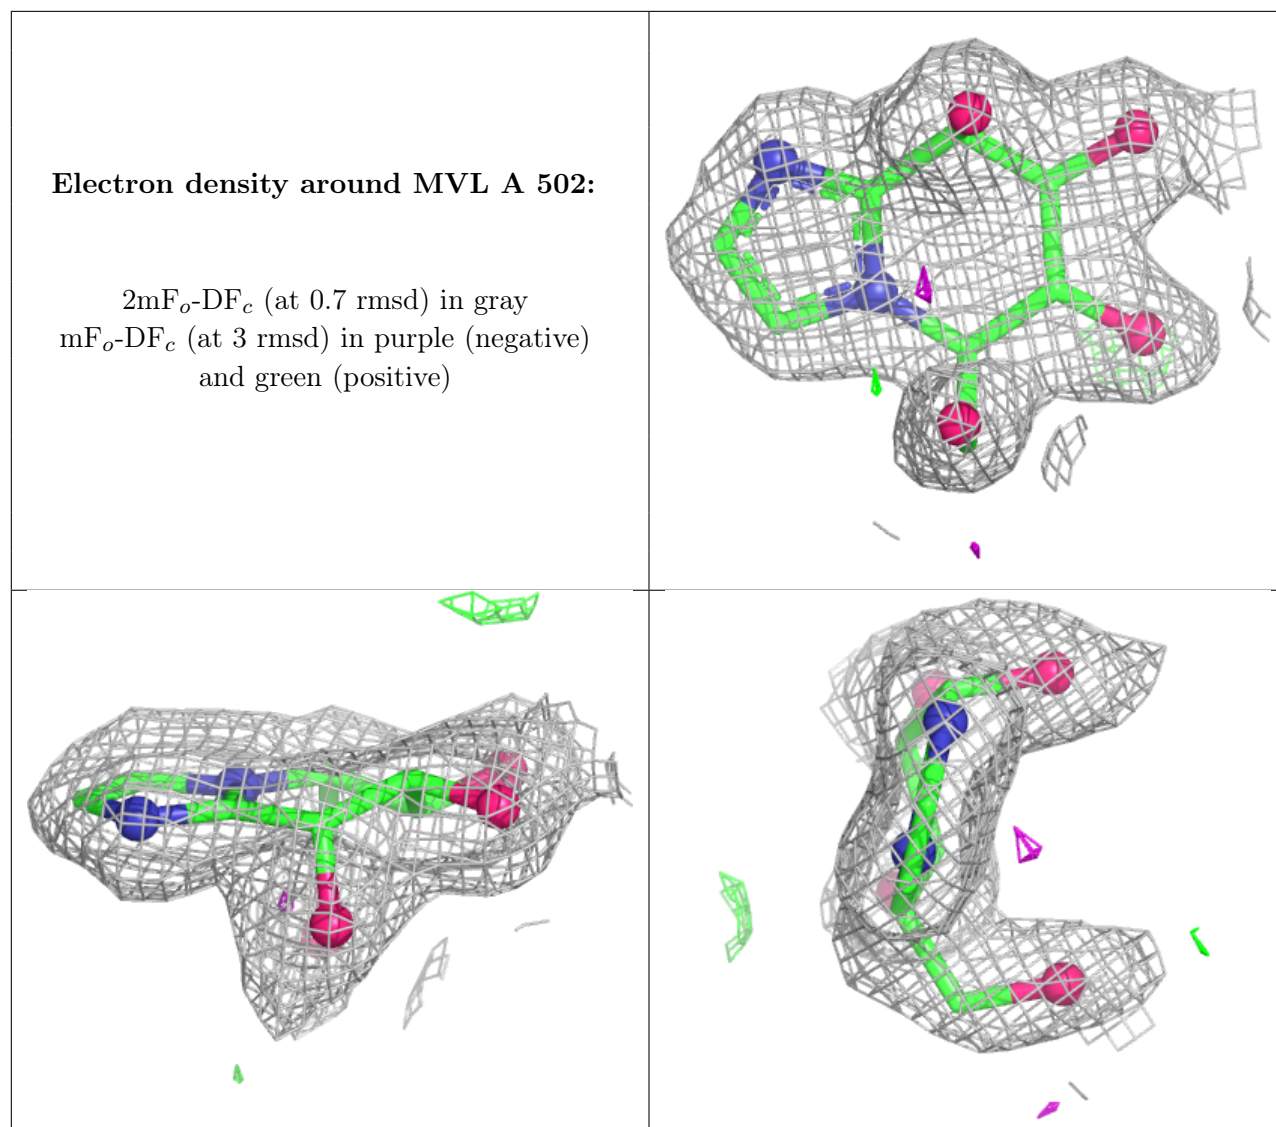 Electron density around MVL A 502:
2mFo-DFc (at 0.7 rmsd) in gray
mFo-DFc (at 3 rmsd) in purple (negative)
and green (positive)